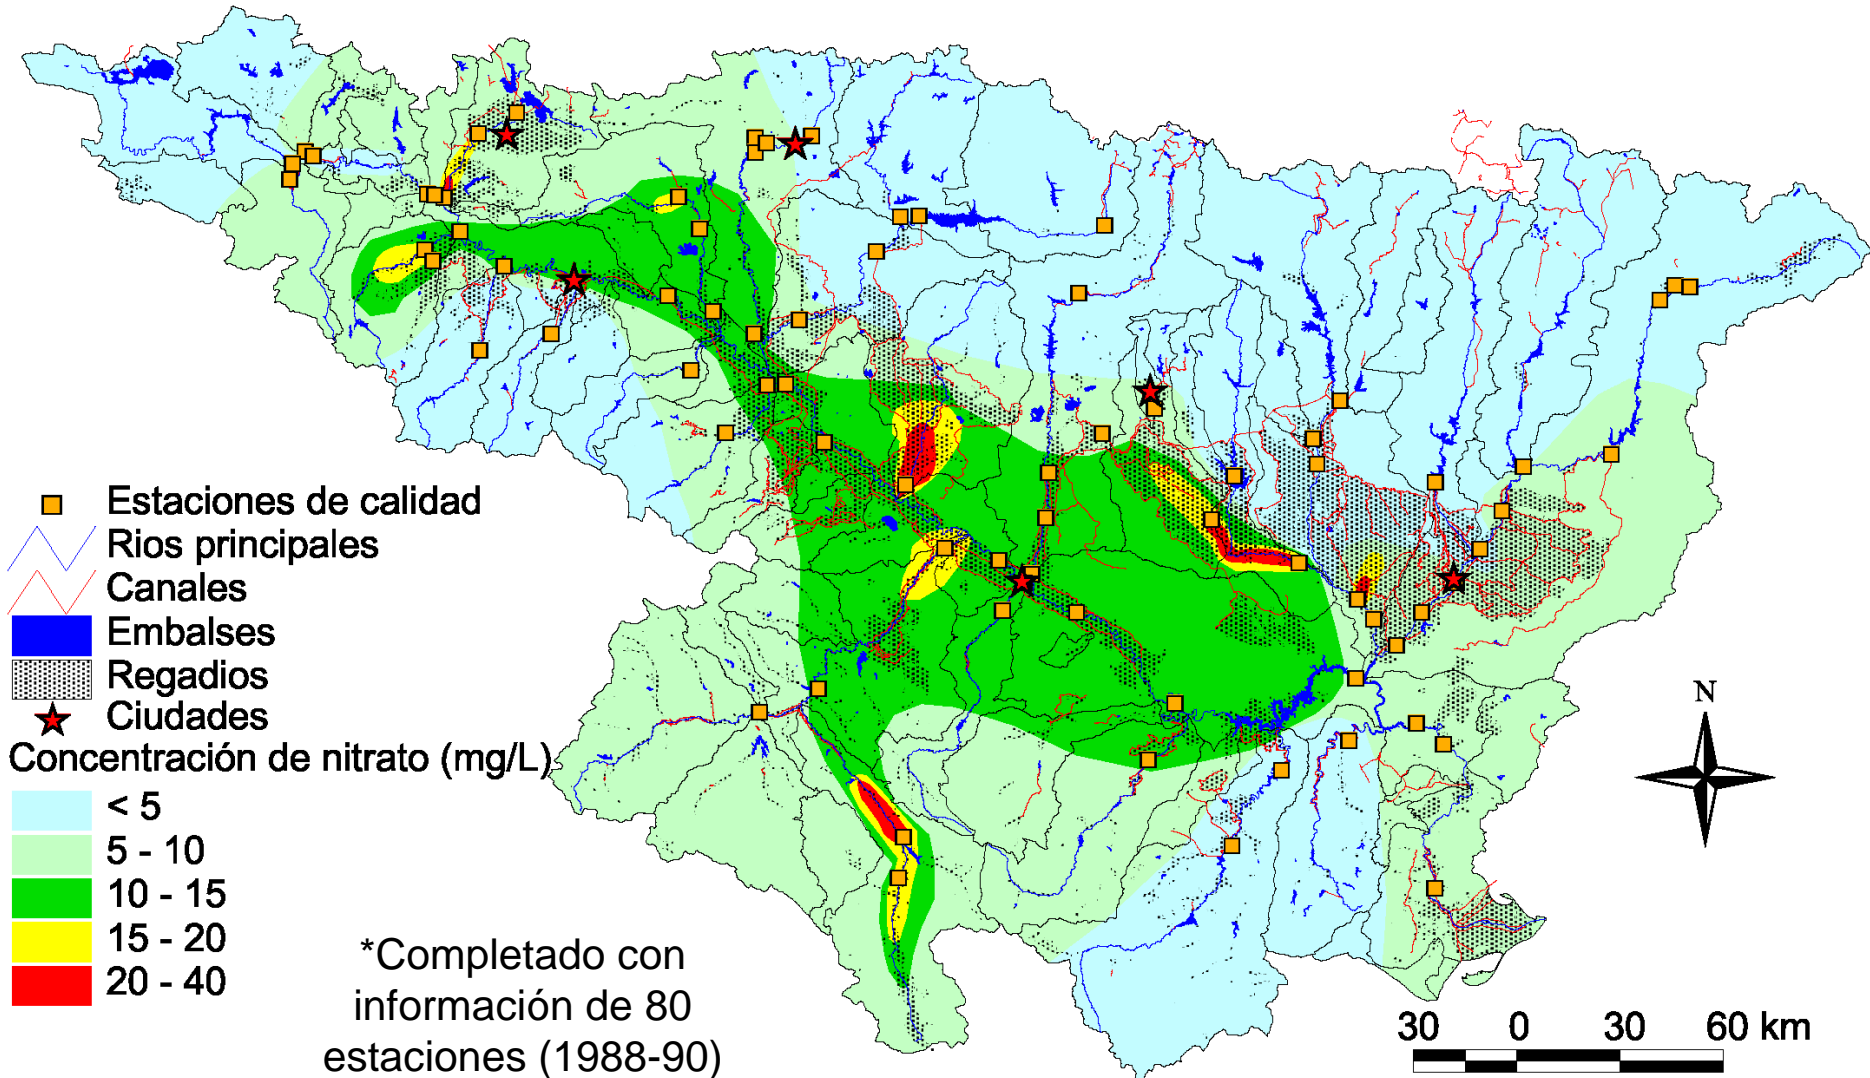 Estaciones de calidad
Rios principales
Canales
Embalses
Regadios
Ciudades
Concentración de nitrato (mg/L)
< 5
5 - 10
10 - 15
15 - 20
20 - 40
*Completado con
información de 80
estaciones (1988-90)
N
30 0 30 60 km